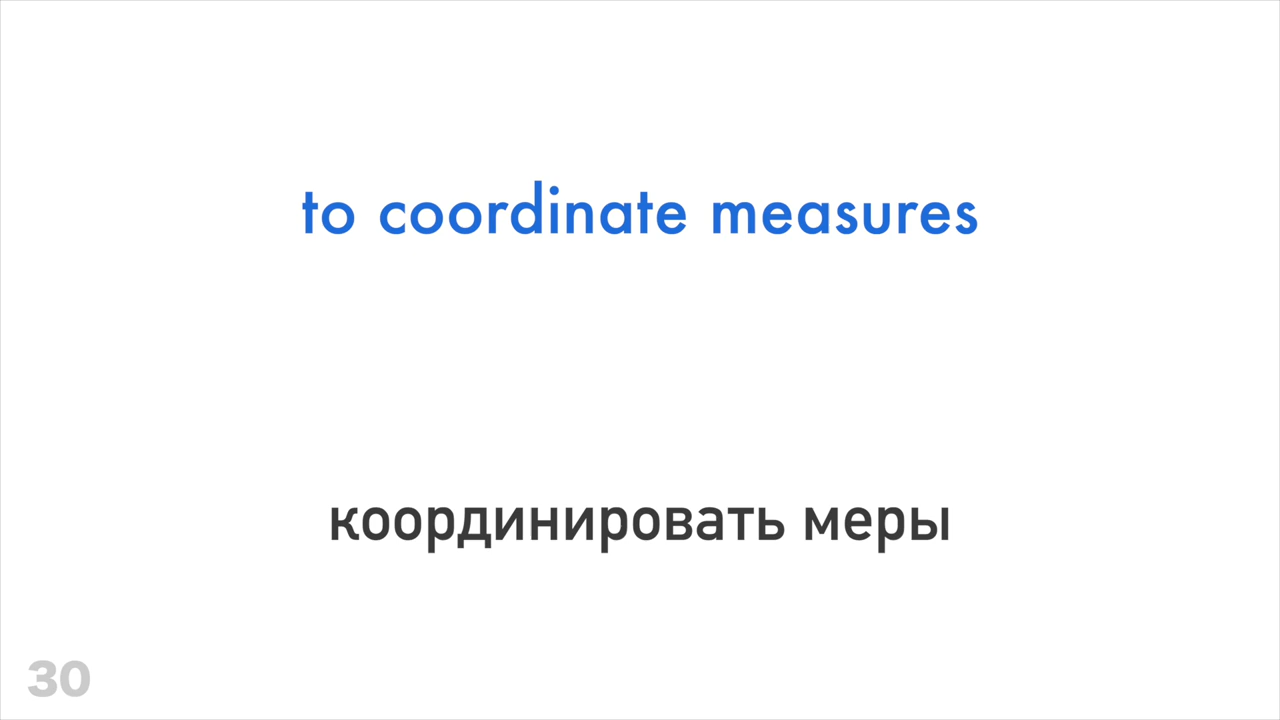 to coordinate measures
координировать меры
30